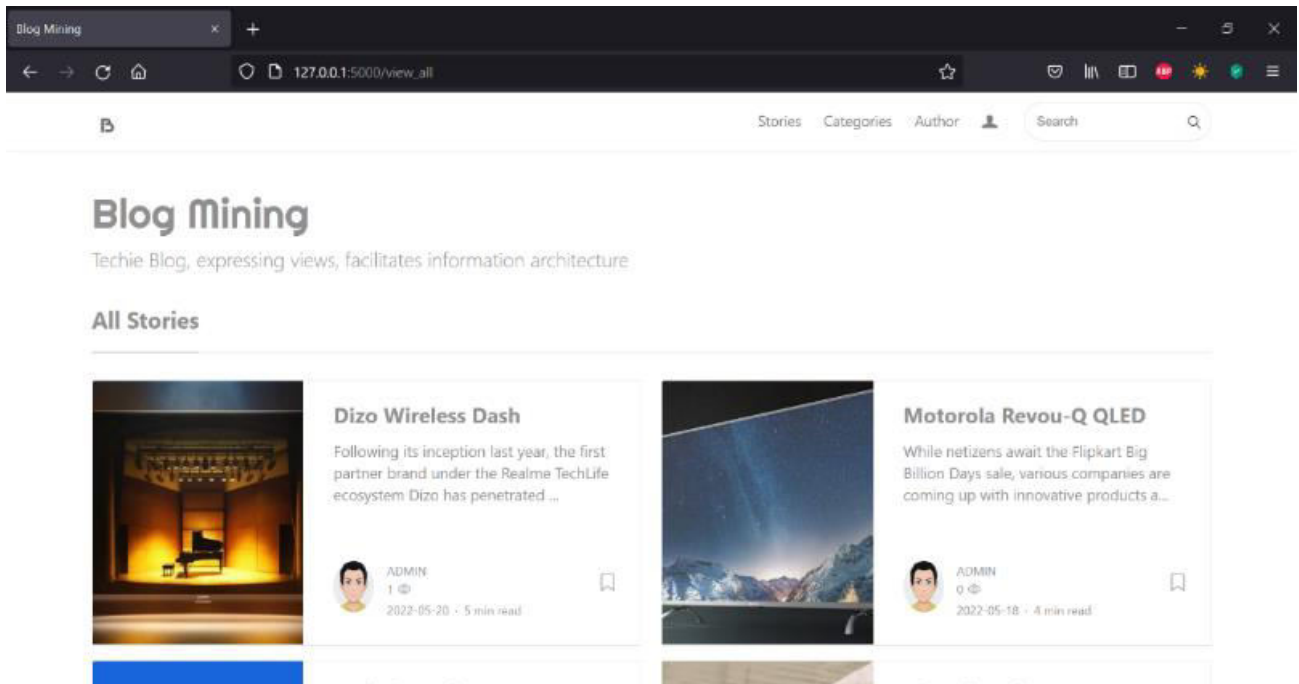 Blog Mining
127.0.0.1:5000/view_all
ABP
B
Stories Categories Author Search
Blog Mining
Techie Blog, expressing views, facilitates information architecture
All Stories
Dizo Wireless Dash
Following its inception last year, the first
partner brand under the Realme TechLife
ecosystem Dizo has penetrated ...
ADMIN
1
2022-05-20 - 5 min read
Motorola Revou-Q QLED
While netizens await the Flipkart Big
Billion Days sale, various companies are
coming up with innovative products a...
ADMIN
0
2022-05-18 - 4 min read